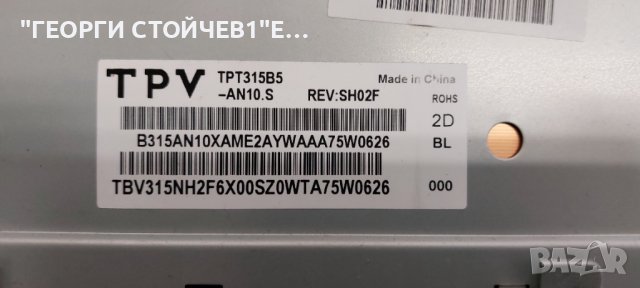 "ГЕОРГИ СТОЙЧЕВ1"Е...
TPV
TPT315B5
-AN10.S
REV:SH02F
Made in China
ROHS
2D
B315AN10XAME2AYWAAA75W0626
BL
TBV315NH2F6X00SZ0WTA75W0626
000
BAZAR